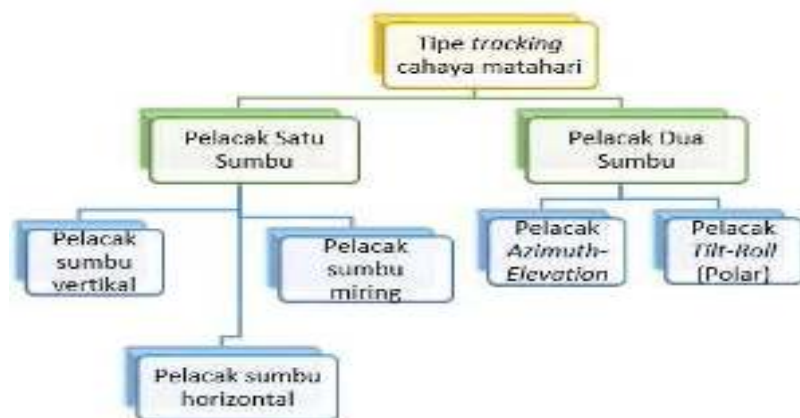 Tipe tracking
cahaya matahari
Pelacak Satu
Sumbu
Pelacak Dua
Sumbu
Pelacak
sumbu
vertikal
Pelacak
sumbu
miring
Pelacak
Azimuth-
Elevation
Pelacak
Tilt-Roll
(Polar)
Pelacak sumbu
horizontal